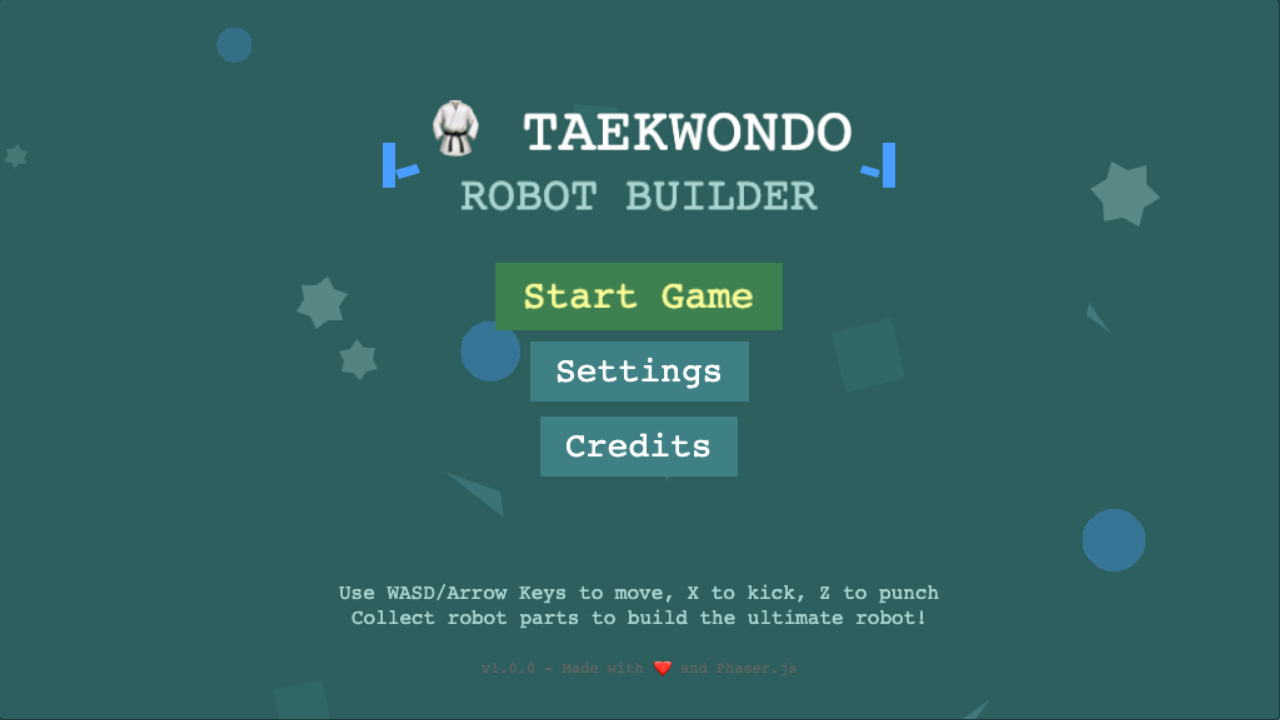 TAEKWONDO
ROBOT BUILDER
Start Game
Settings
Credits
Use WASD/Arrow Keys to move, X to kick, Z to punch
Collect robot parts to build the ultimate robot!
v1.0.0 - Made with ❤️ and Phaser.js